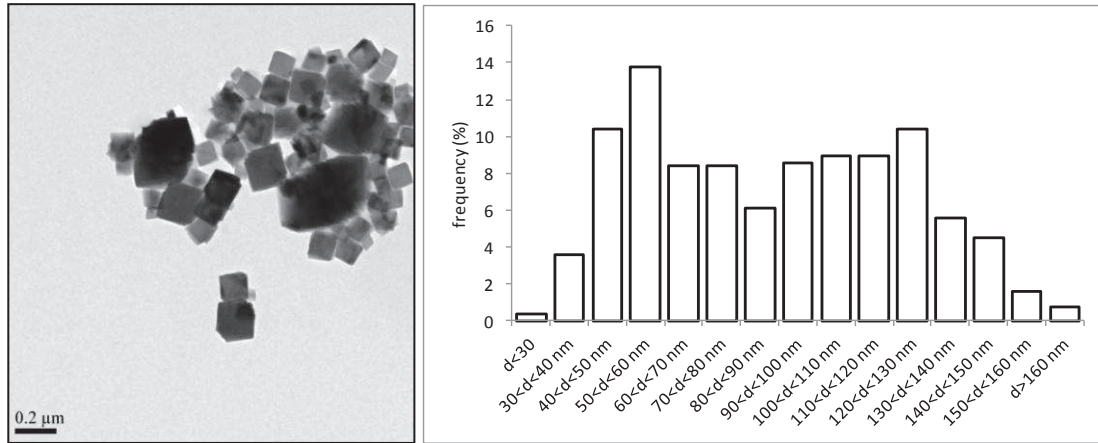 0.2 µm
frequency (%)
16
14
12
10
8
6
4
2
0
d<30
30<d<40 nm
40<d<50 nm
50<d<60 nm
60<d<70 nm
70<d<80 nm
80<d<90 nm
90<d<100 nm
100<d<110 nm
110<d<120 nm
120<d<130 nm
130<d<140 nm
140<d<150 nm
150<d<160 nm
d>160 nm